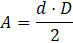 A = d · D / 2